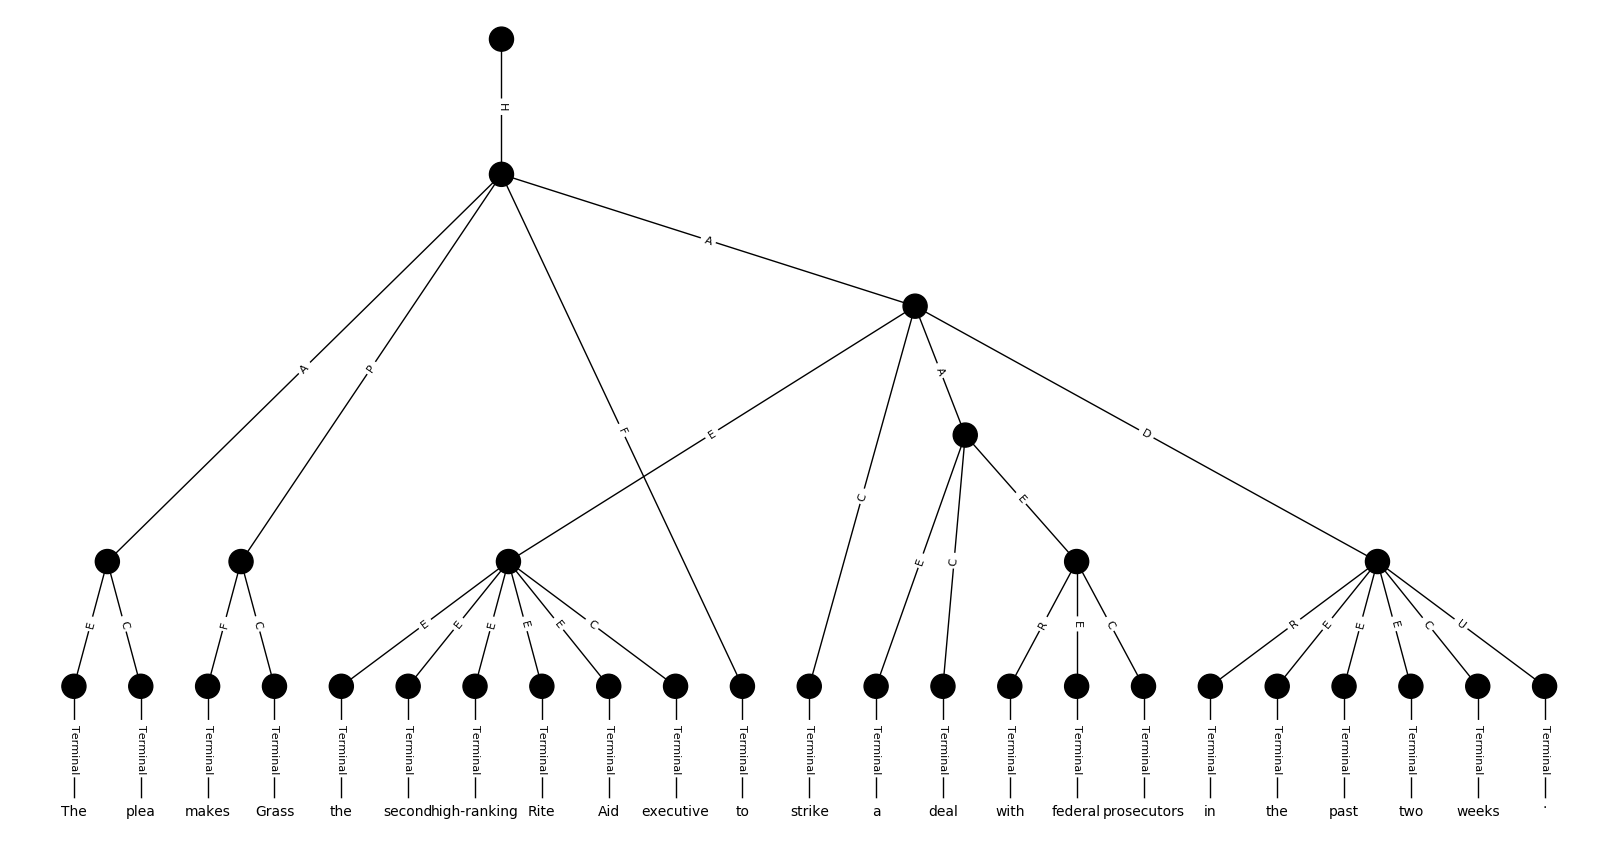 H
A
A
P
A
F
E
D
C
E
E
C
E
C
F
C
E
E
E
E
E
C
R
E
C
R
E
E
E
C
U
Terminal Terminal Terminal Terminal Terminal Terminal Terminal Terminal Terminal Terminal Terminal Terminal Terminal Terminal Terminal Terminal Terminal Terminal Terminal Terminal Terminal Terminal Terminal
The plea makes Grass the second high-ranking Rite Aid executive to strike a deal with federal prosecutors in the past two weeks .